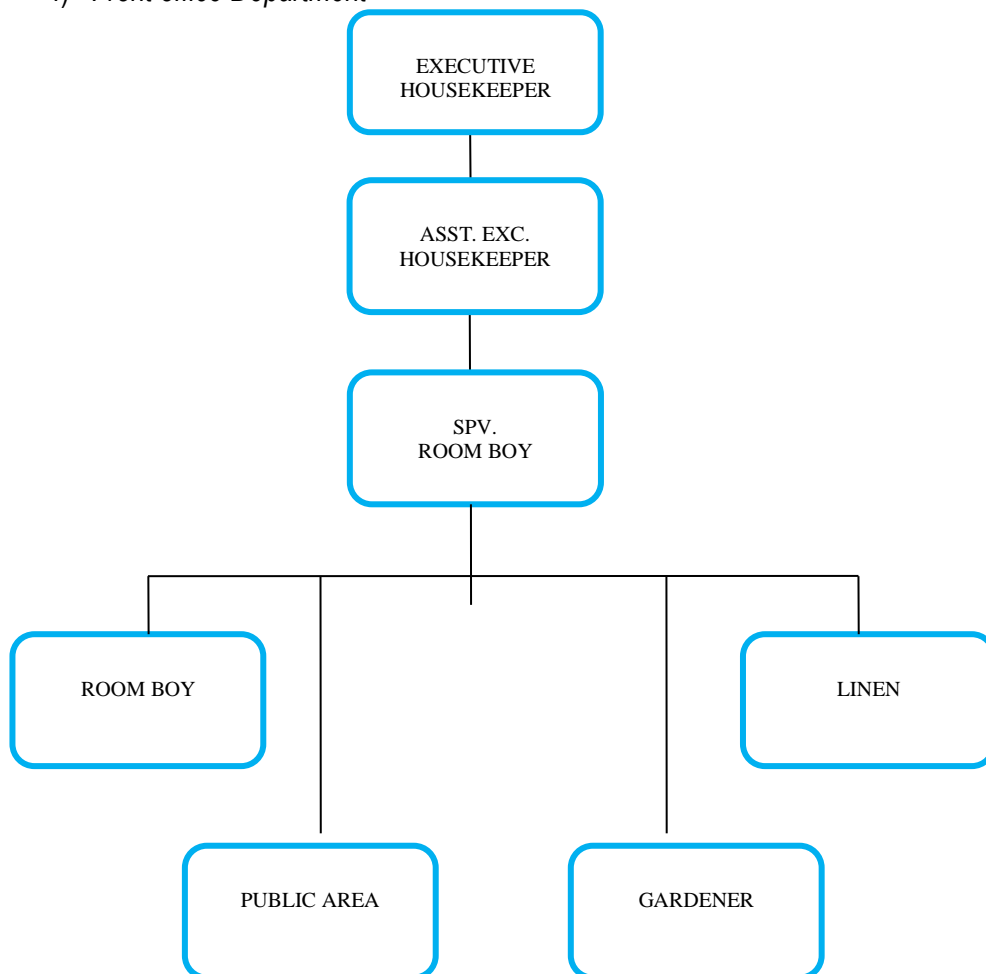 Front office Department
EXECUTIVE
HOUSEKEEPER
ASST. EXC.
HOUSEKEEPER
SPV.
ROOM BOY
ROOM BOY
LINEN
PUBLIC AREA
GARDENER